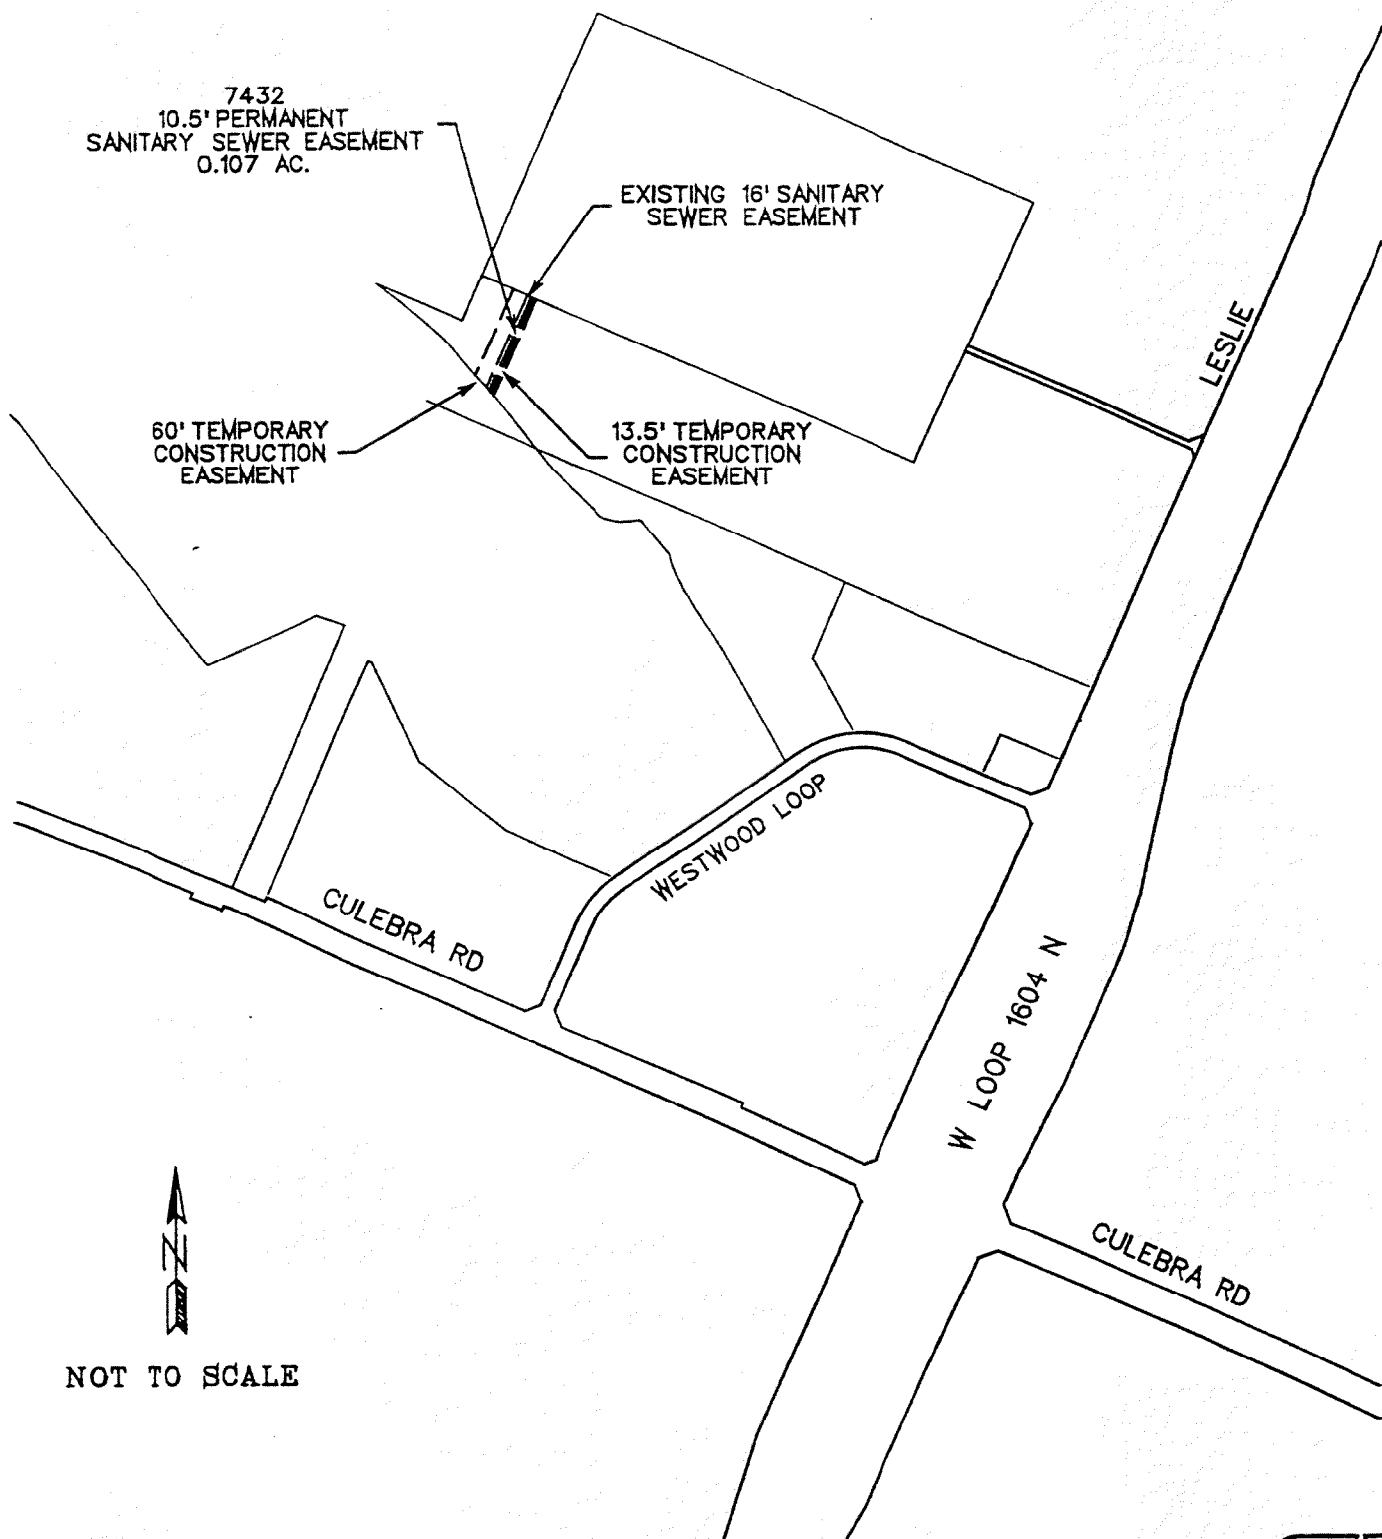 7432
10.5' PERMANENT
SANITARY SEWER EASEMENT
0.107 AC.
EXISTING 16' SANITARY
SEWER EASEMENT
LESLIE
60' TEMPORARY
CONSTRUCTION
EASEMENT
13.5' TEMPORARY
CONSTRUCTION
EASEMENT
WESTWOOD LOOP
CULEBRA RD
W LOOP 1604 N
CULEBRA RD
N
NOT TO SCALE